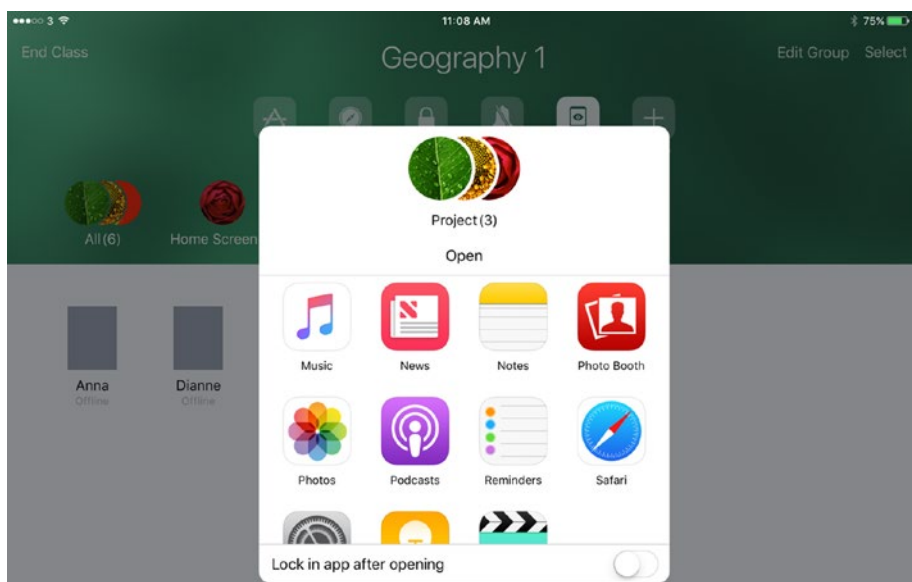 3 11:08 AM 75%
End Class Geography 1 Edit Group Select
Project (3)
All (6) Home Screen
Open
Music News Notes Photo Booth
Anna Dianne
Offline Offline
Photos Podcasts Reminders Safari
Lock in app after opening